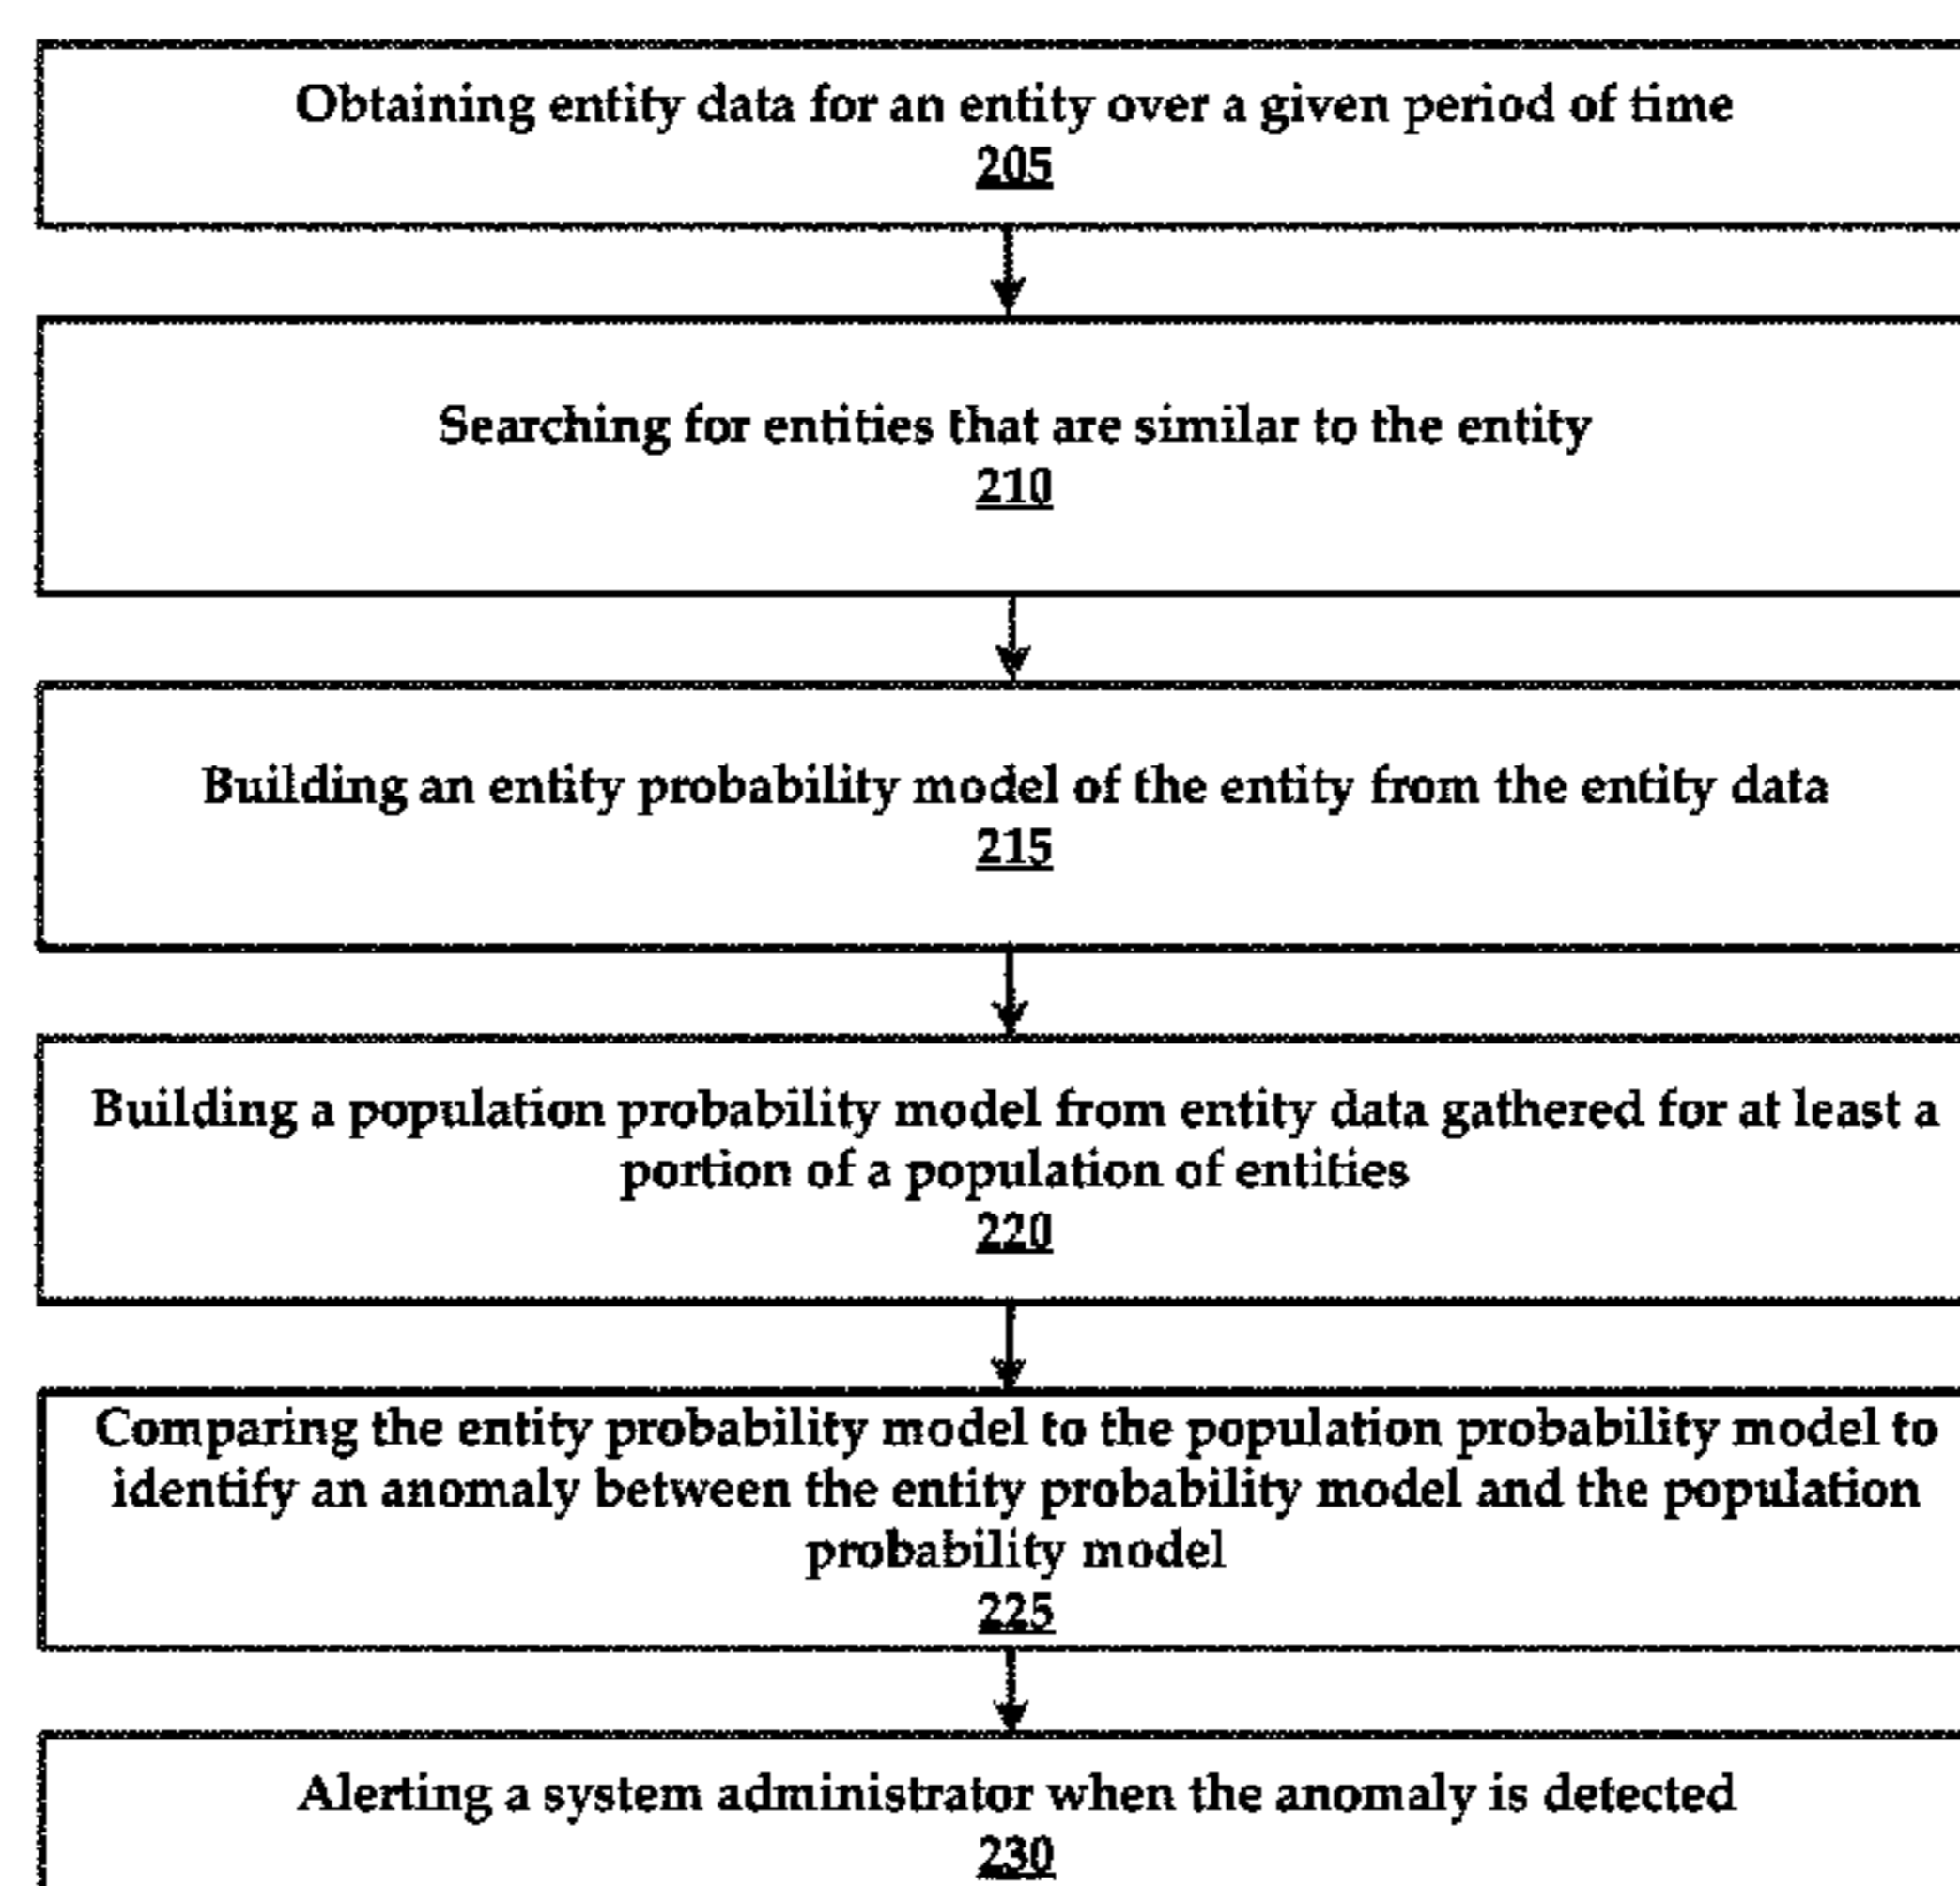 Obtaining entity data for an entity over a given period of time
205
Searching for entities that are similar to the entity
210
Building an entity probability model of the entity from the entity data
215
Building a population probability model from entity data gathered for at least a
portion of a population of entities
220
Comparing the entity probability model to the population probability model to
identify an anomaly between the entity probability model and the population
probability model
225
Alerting a system administrator when the anomaly is detected
230